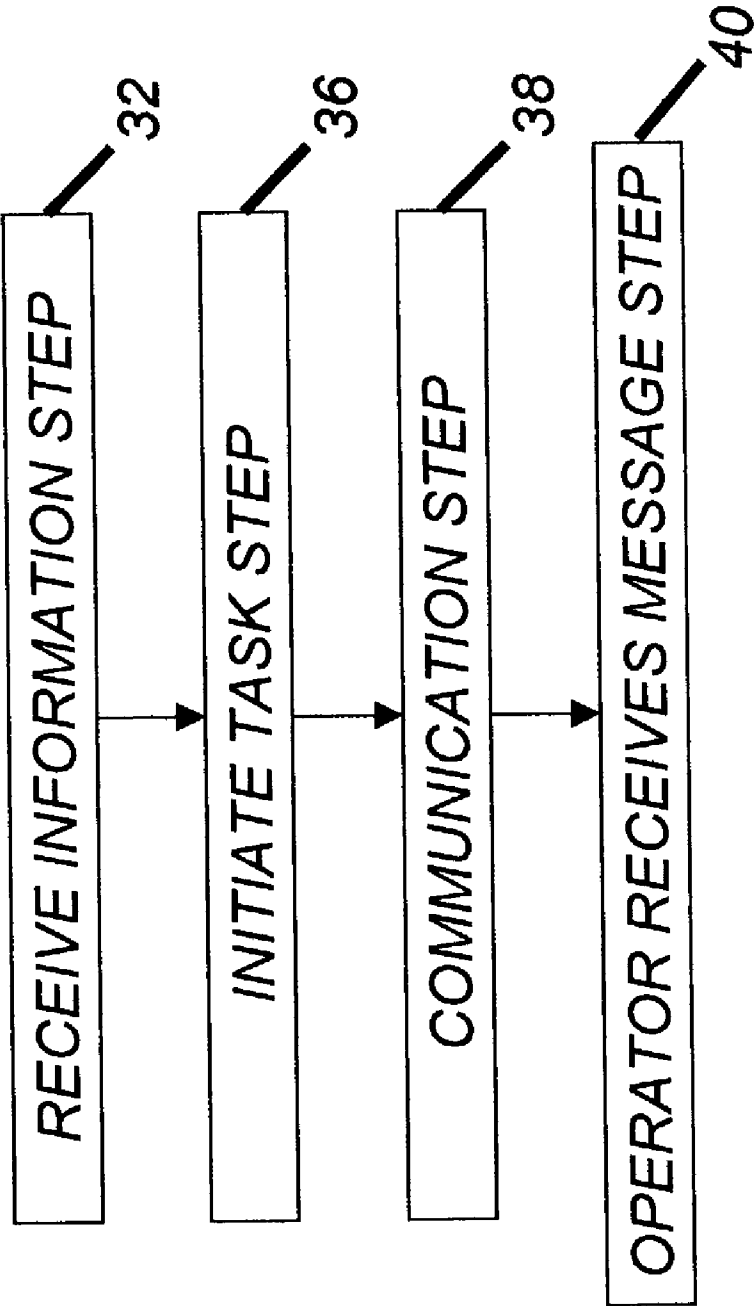 RECEIVE INFORMATION STEP
32
INITIATE TASK STEP
36
COMMUNICATION STEP
38
OPERATOR RECEIVES MESSAGE STEP
40